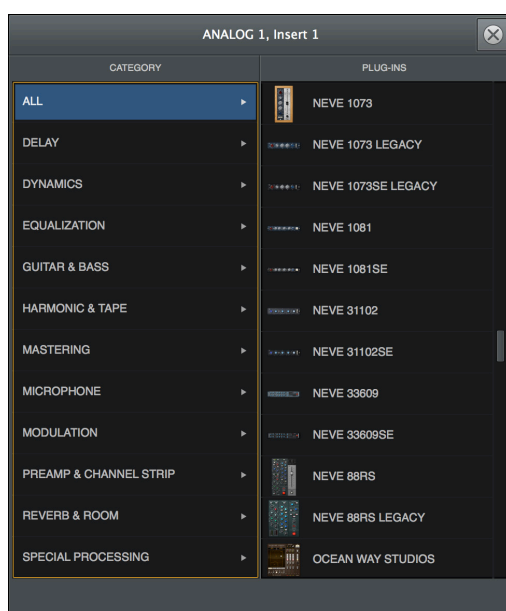 ANALOG 1, Insert 1
CATEGORY
PLUG-INS
ALL
DELAY
DYNAMICS
EQUALIZATION
GUITAR & BASS
HARMONIC & TAPE
MASTERING
MICROPHONE
MODULATION
PREAMP & CHANNEL STRIP
REVERB & ROOM
SPECIAL PROCESSING
NEVE 1073
NEVE 1073 LEGACY
NEVE 1073SE LEGACY
NEVE 1081
NEVE 1081SE
NEVE 31102
NEVE 31102SE
NEVE 33609
NEVE 33609SE
NEVE 88RS
NEVE 88RS LEGACY
OCEAN WAY STUDIOS